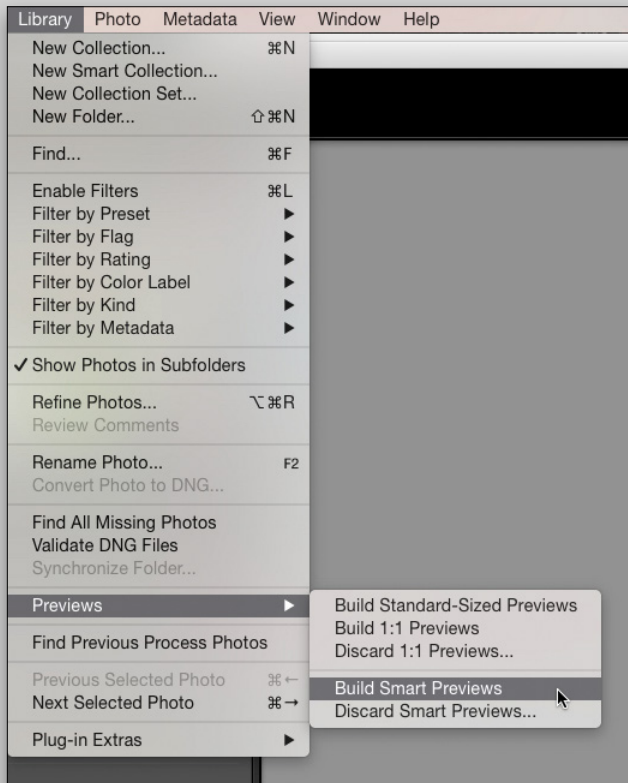 Library Photo Metadata View Window Help
New Collection... ⌘N
New Smart Collection...
New Collection Set...
New Folder... ⇧⌘N
Find... ⌘F
Enable Filters ⌘L
Filter by Preset ▶
Filter by Flag ▶
Filter by Rating ▶
Filter by Color Label ▶
Filter by Kind ▶
Filter by Metadata ▶
✓ Show Photos in Subfolders
Refine Photos... ⌥⌘R
Review Comments
Rename Photo... F2
Convert Photo to DNG...
Find All Missing Photos
Validate DNG Files
Synchronize Folder...
Previews ▶
Build Standard-Sized Previews
Build 1:1 Previews
Discard 1:1 Previews...
Build Smart Previews
Discard Smart Previews...
Find Previous Process Photos
Previous Selected Photo ⌘←
Next Selected Photo ⌘→
Plug-in Extras ▶